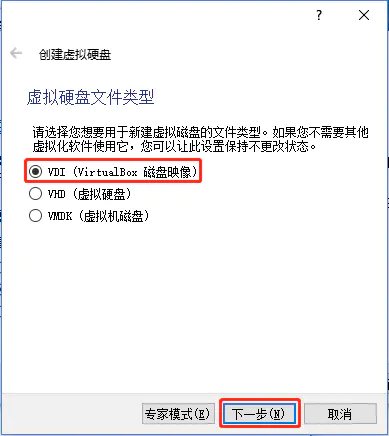 创建虚拟硬盘
虚拟硬盘文件类型
请选择您想要用于新建虚拟磁盘的文件类型。如果您不需要其他
虚拟化软件使用它，您可以让此设置保持不更改状态。
VDI (VirtualBox 磁盘映像)
VHD (虚拟硬盘)
VMDK (虚拟机磁盘)
专家模式(E) 下一步(N) 取消